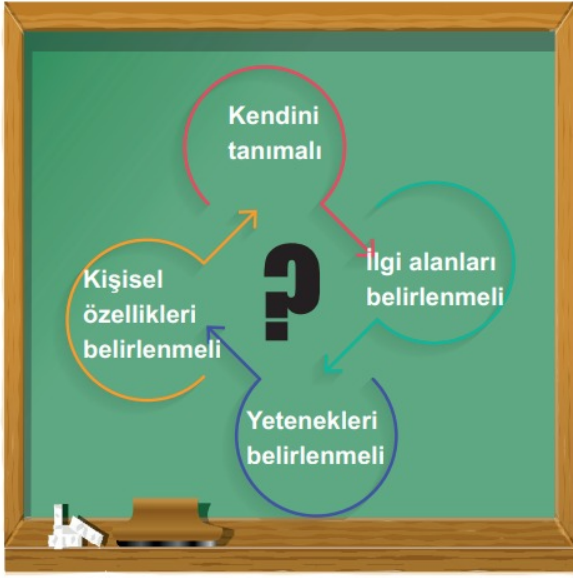 Kendini
tanımalı
İlgi alanları
belirlenmeli
Yetenekleri
belirlenmeli
Kişisel
özellikleri
belirlenmeli
?